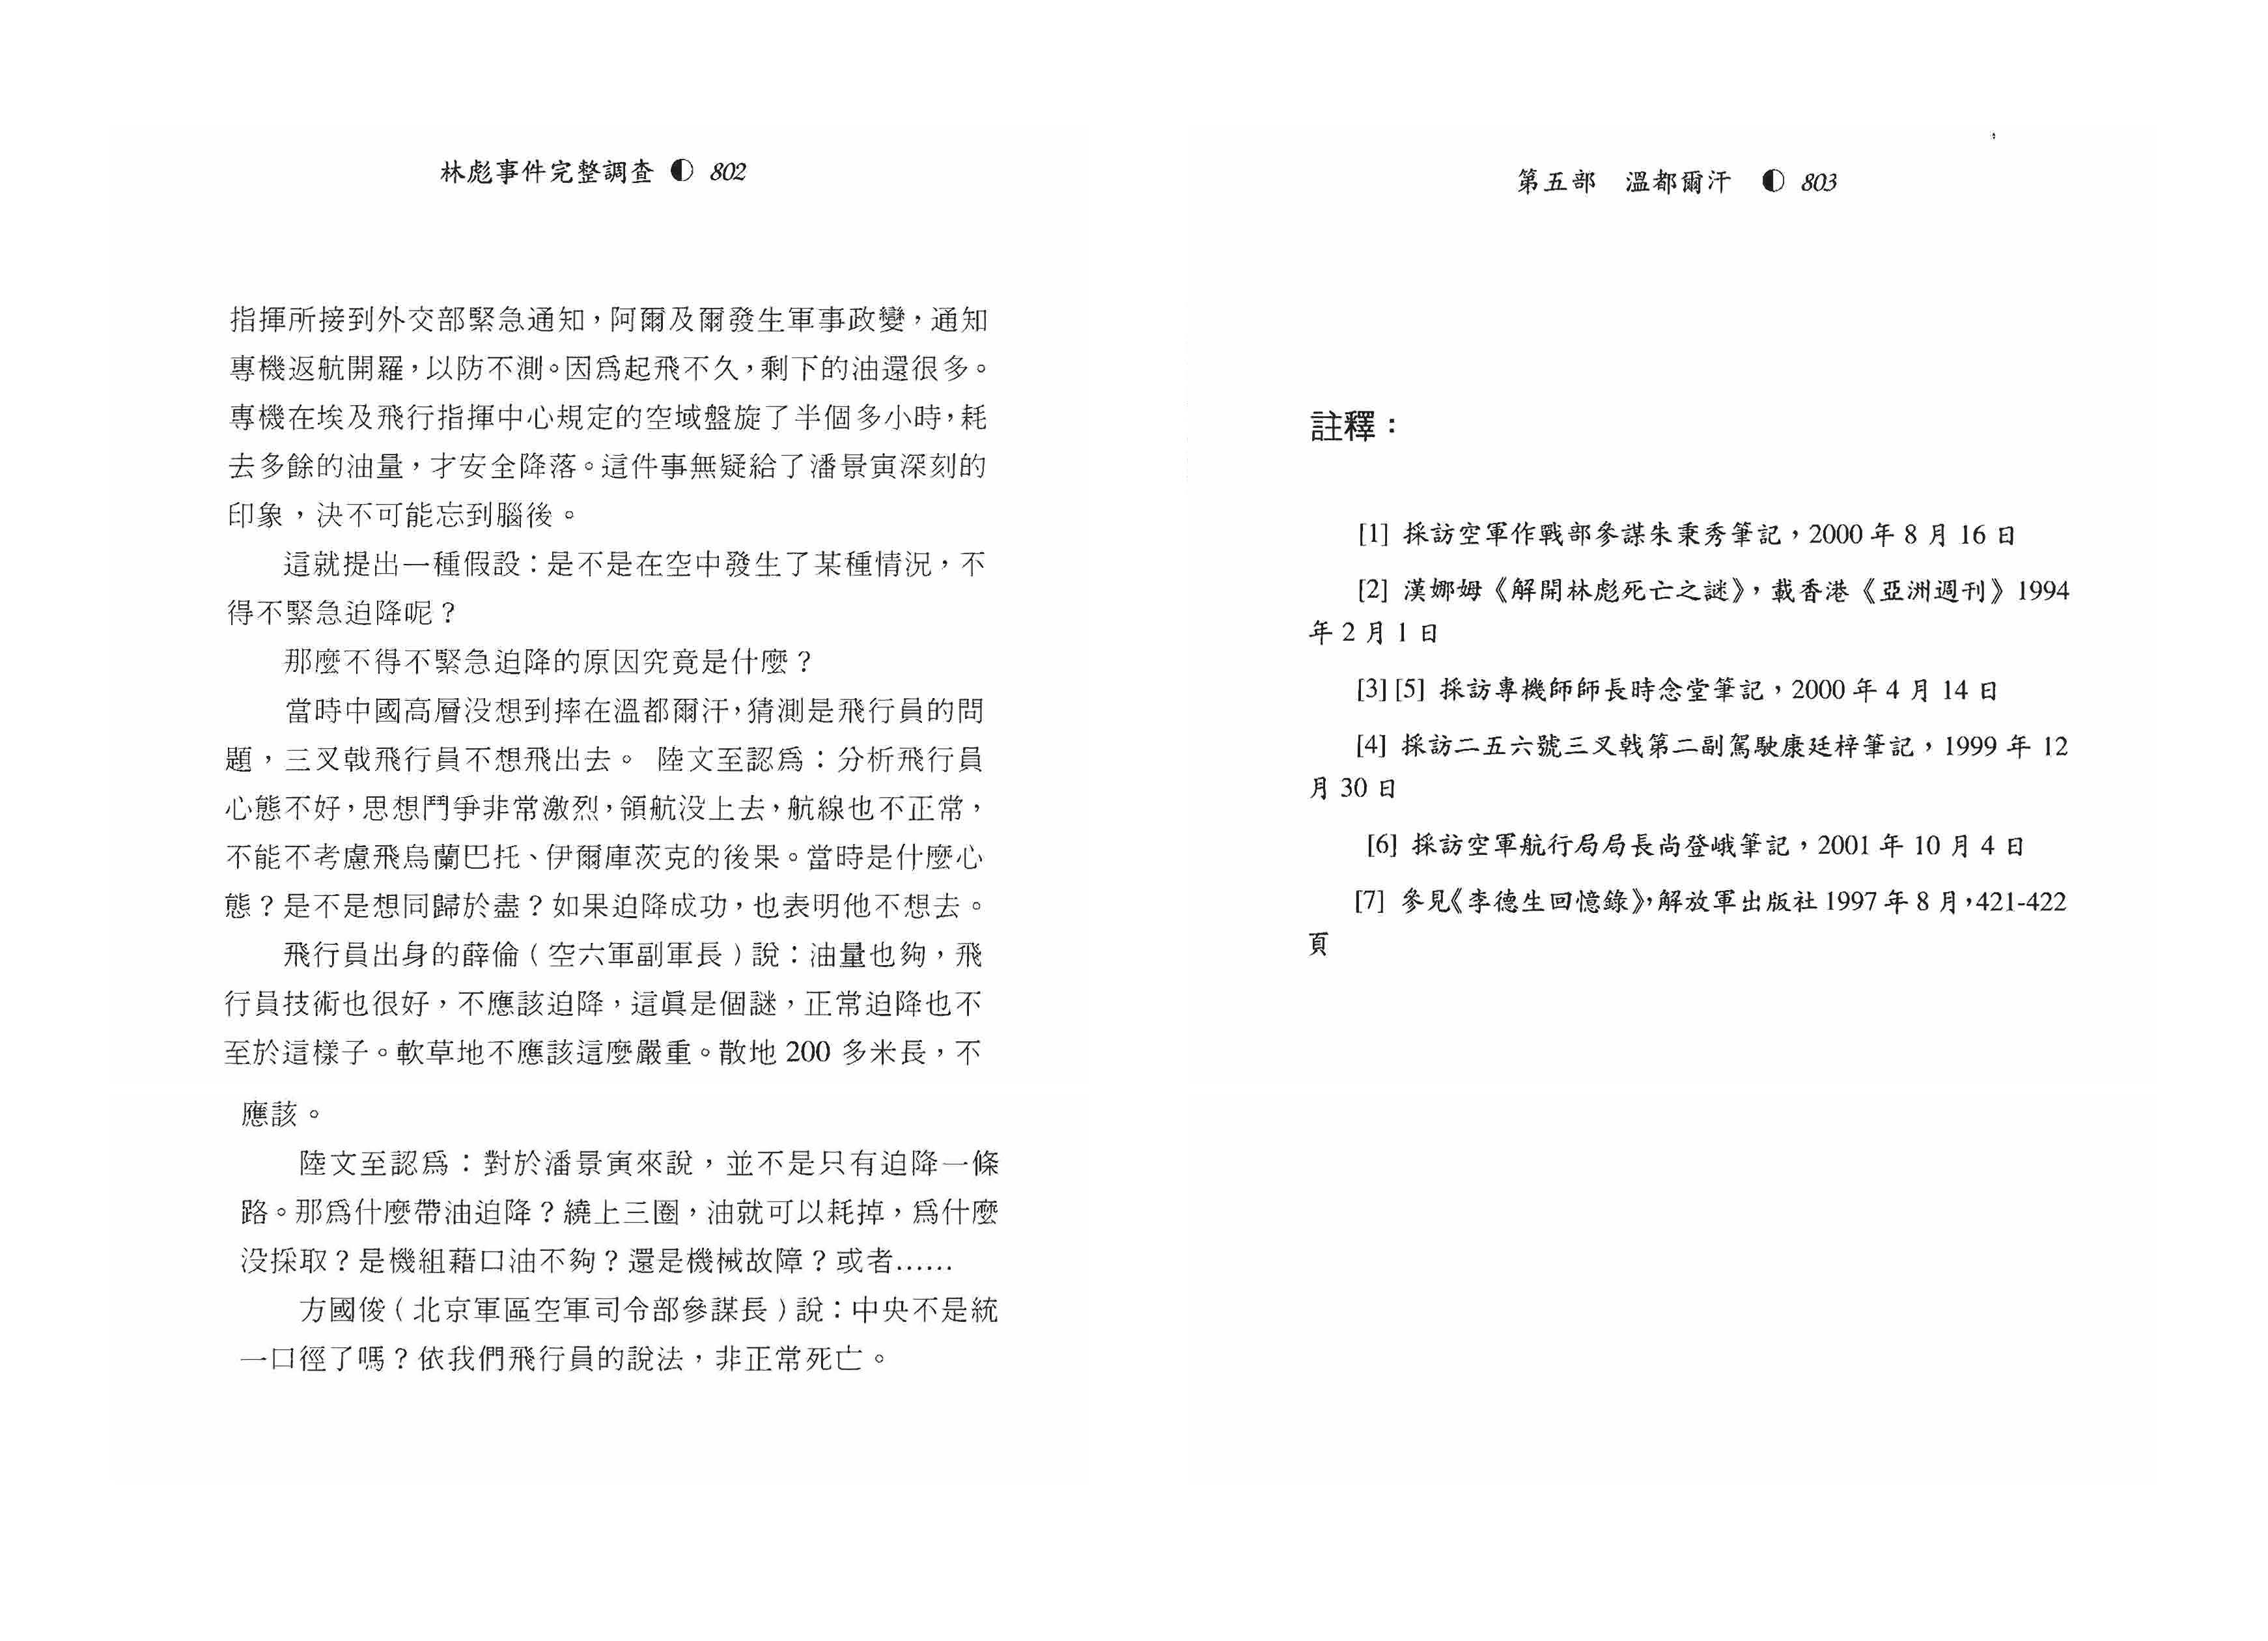 林彪事件完整調查 ◐ 802
指揮所接到外交部緊急通知，阿爾及爾發生軍事政變，通知
專機返航開羅，以防不測。因爲起飛不久，剩下的油還很多。
專機在埃及飛行指揮中心規定的空域盤旋了半個多小時，耗
去多餘的油量，才安全降落。這件事無疑給了潘景寅深刻的
印象，決不可能忘到腦後。
這就提出一種假設：是不是在空中發生了某種情況，不
得不緊急迫降呢？
那麼不得不緊急迫降的原因究竟是什麼？
當時中國高層没想到摔在溫都爾汗，猜測是飛行員的問
題，三叉戟飛行員不想飛出去。 陸文至認爲：分析飛行員
心態不好，思想鬥爭非常激烈，領航没上去，航線也不正常，
不能不考慮飛烏蘭巴托、伊爾庫茨克的後果。當時是什麼心
態？是不是想同歸於盡？如果迫降成功，也表明他不想去。
飛行員出身的薛倫（空六軍副軍長）說：油量也夠，飛
行員技術也很好，不應該迫降，這眞是個謎，正常迫降也不
至於這樣子。軟草地不應該這麼嚴重。散地 200 多米長，不
應該。
陸文至認爲：對於潘景寅來說，並不是只有迫降一條
路。那爲什麼帶油迫降？繞上三圈，油就可以耗掉，爲什麼
没採取？是機組藉口油不夠？還是機械故障？或者……
方國俊（北京軍區空軍司令部參謀長）說：中央不是統
一口徑了嗎？依我們飛行員的說法，非正常死亡。
第五部 溫都爾汗 ◐ 803
註釋：
[1] 採訪空軍作戰部參謀朱秉秀筆記，2000 年 8 月 16 日
[2] 漢娜姆《解開林彪死亡之謎》，載香港《亞洲週刊》1994
年 2 月 1 日
[3] [5] 採訪專機師師長時念堂筆記，2000 年 4 月 14 日
[4] 採訪二五六號三叉戟第二副駕駛康廷梓筆記，1999 年 12
月 30 日
[6] 採訪空軍航行局局長尚登峨筆記，2001 年 10 月 4 日
[7] 參見《李德生回憶錄》，解放軍出版社 1997 年 8 月，421-422
頁